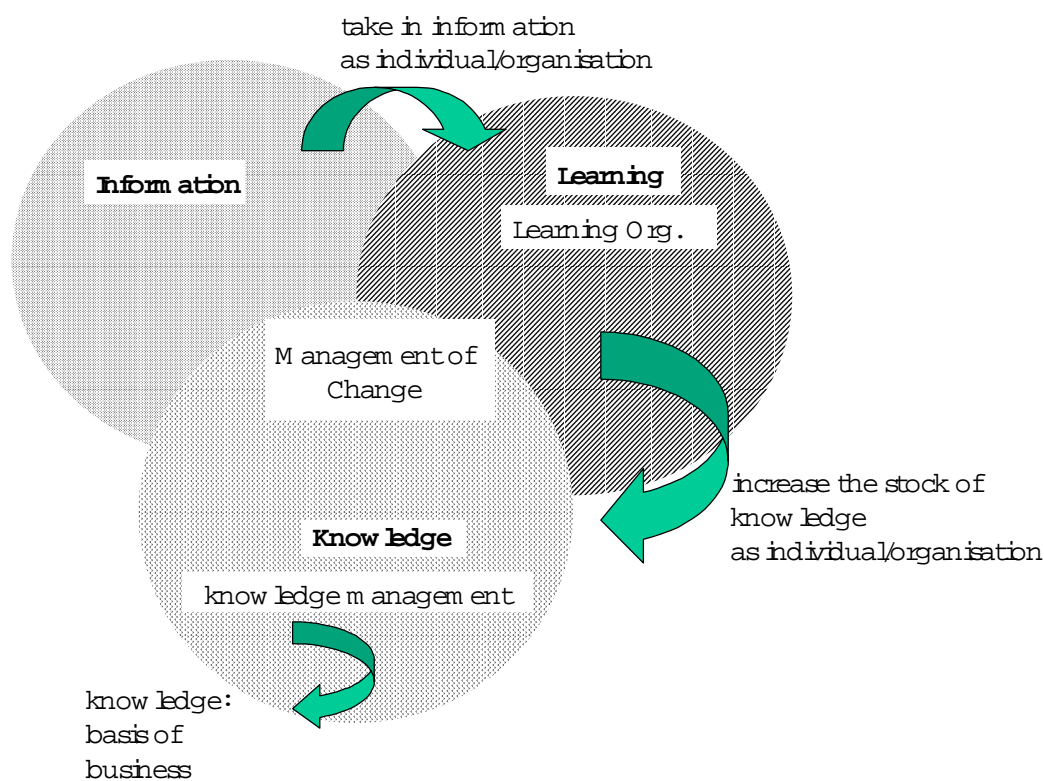 take in information
as individual/organisation
Information
Learning
Learning Org.
Management of
Change
increase the stock of
knowledge
as individual/organisation
Knowledge
knowledge management
knowledge:
basis of
business